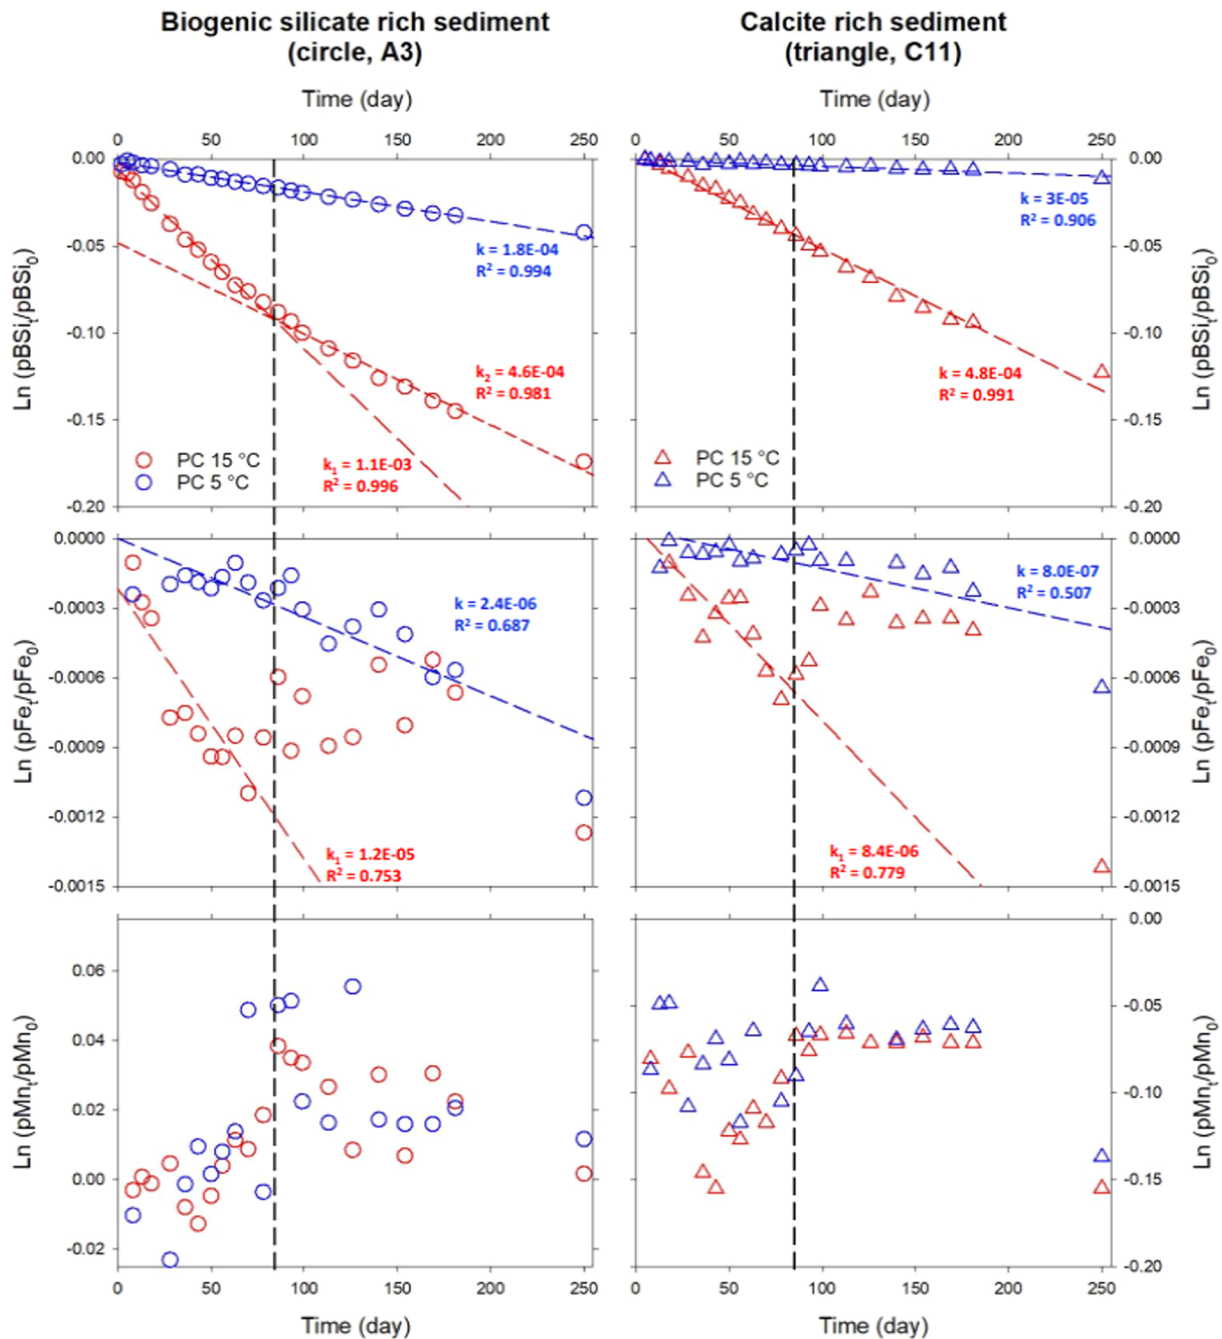 Biogenic silicate rich sediment
(circle, A3)
Calcite rich sediment
(triangle, C11)
Time (day)
Time (day)
0 50 100 150 200 250
0 50 100 150 200 250
Ln (pBSiₜ/pBSi₀)
0.00
-0.05
-0.10
-0.15
-0.20
k = 1.8E-04
R² = 0.994
k₂ = 4.6E-04
R² = 0.981
k₁ = 1.1E-03
R² = 0.996
PC 15 °C
PC 5 °C
k = 3E-05
R² = 0.906
k = 4.8E-04
R² = 0.991
PC 15 °C
PC 5 °C
0.00
-0.05
-0.10
-0.15
-0.20
Ln (pBSiₜ/pBSi₀)
Ln (pFeₜ/pFe₀)
0.0000
-0.0003
-0.0006
-0.0009
-0.0012
-0.0015
k = 2.4E-06
R² = 0.687
k₁ = 1.2E-05
R² = 0.753
k = 8.0E-07
R² = 0.507
k₁ = 8.4E-06
R² = 0.779
0.0000
-0.0003
-0.0006
-0.0009
-0.0012
-0.0015
Ln (pFeₜ/pFe₀)
Ln (pMnₜ/pMn₀)
0.06
0.04
0.02
0.00
-0.02
0.00
-0.05
-0.10
-0.15
-0.20
Ln (pMnₜ/pMn₀)
0 50 100 150 200 250
0 50 100 150 200 250
Time (day)
Time (day)